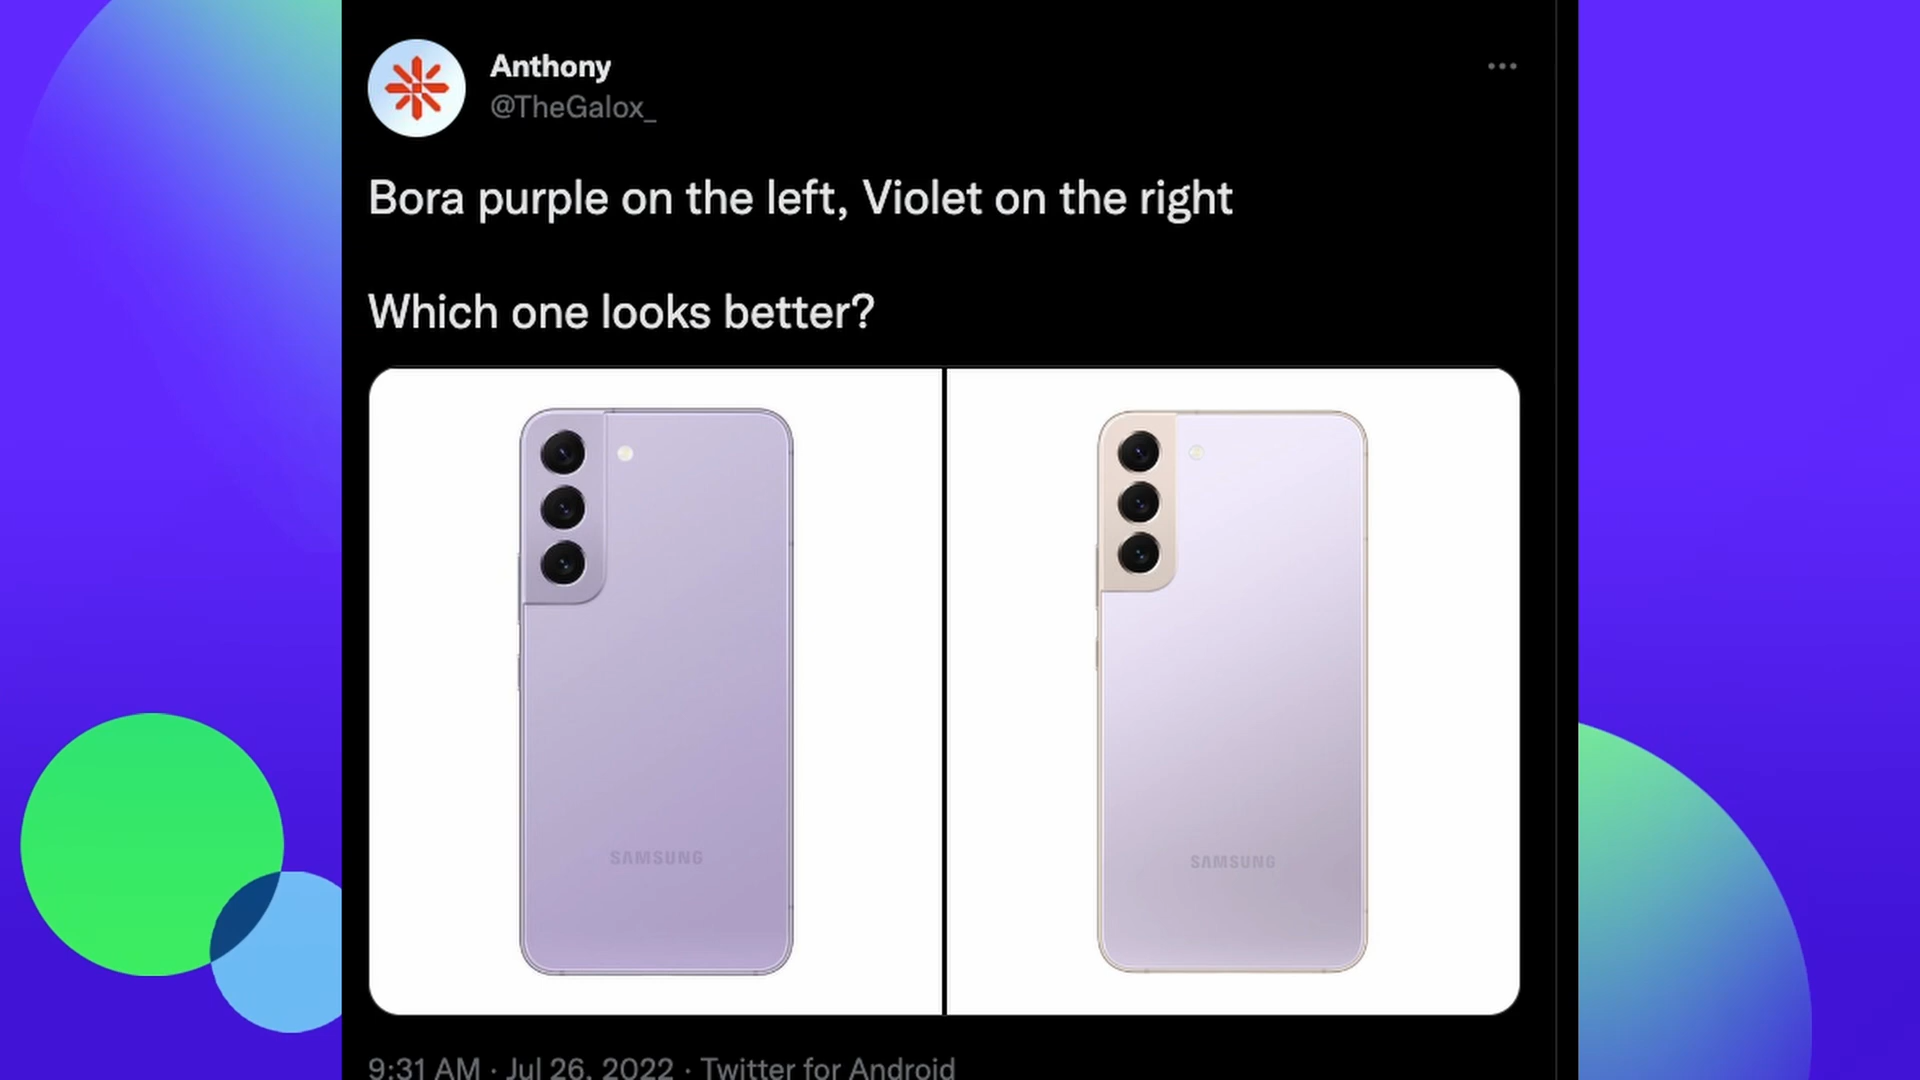 Anthony
@TheGalox_
Bora purple on the left, Violet on the right
Which one looks better?
SAMSUNG
SAMSUNG
9:31 AM · Jul 26, 2022 · Twitter for Android